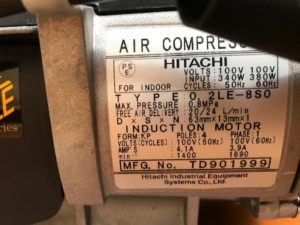 AIR COMPRES
PS
E
HITACHI
VOLTS: 100V 100V
FOR INDOOR
INPUT: 340W 380W
CYCLES: 50Hz 60Hz
TYPE 0.2LE-8S0
MAX. PRESSURE: 0.8MPa
FREE AIR DELIVERY: 20/24 L/min
D×S×N 63mm×13mm×1
INDUCTION MOTOR
FORM: KP POLES: 4 PHASE: 1
VOLTS(CYCLES) : 100V(50Hz) 100V(60Hz)
AMP'S : 4.1A 3.9A
min⁻¹ : 1400 1690
MFG. No. TD901999
Hitachi Industrial Equipment
Systems Co., Ltd.